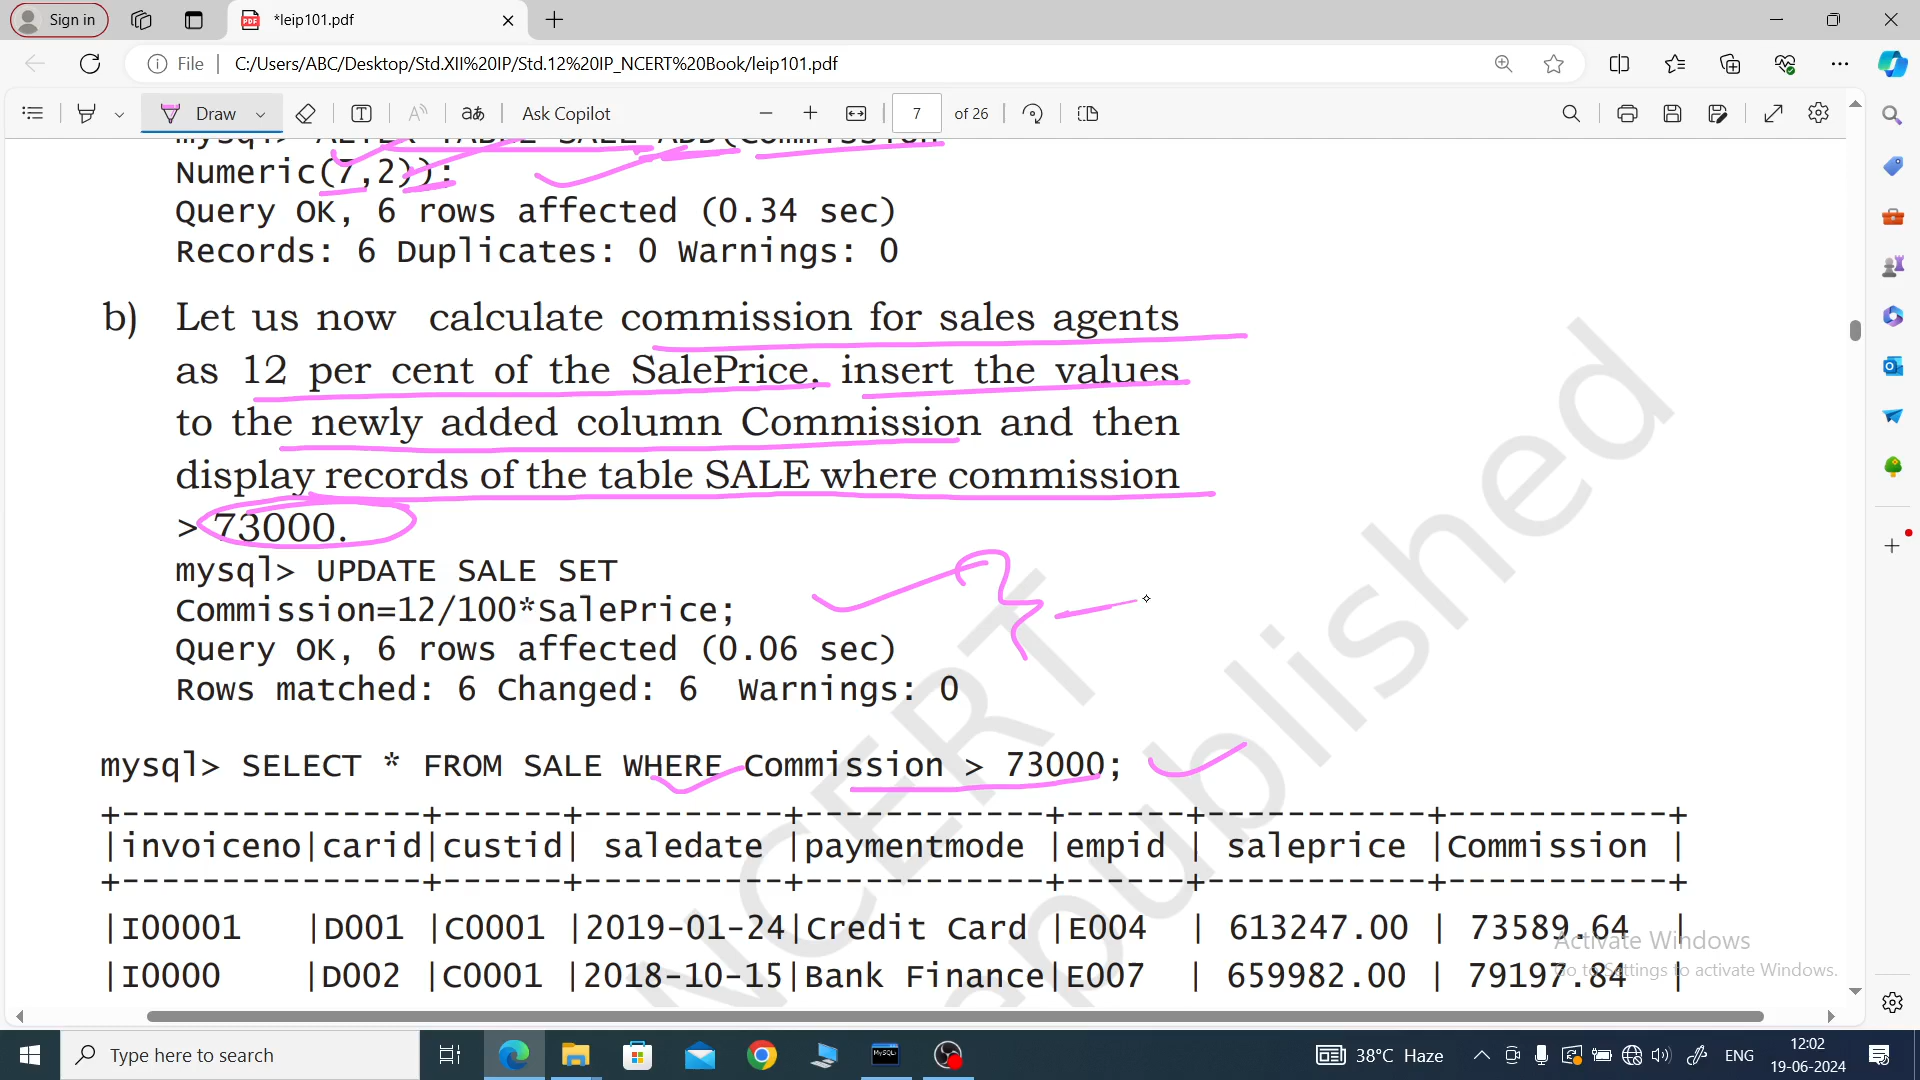 Sign in
*leip101.pdf
File
C:/Users/ABC/Desktop/Std.XII%20IP/Std.12%20IP_NCERT%20Book/leip101.pdf
Draw
Ask Copilot
7 of 26
mysql> ALTER TABLE SALE ADD(Commission
Numeric(7,2));
Query OK, 6 rows affected (0.34 sec)
Records: 6 Duplicates: 0 Warnings: 0
b) Let us now calculate commission for sales agents
as 12 per cent of the SalePrice, insert the values
to the newly added column Commission and then
display records of the table SALE where commission
> 73000.
mysql> UPDATE SALE SET
Commission=12/100*SalePrice;
Query OK, 6 rows affected (0.06 sec)
Rows matched: 6 Changed: 6 Warnings: 0
mysql> SELECT * FROM SALE WHERE Commission > 73000;
+---------------+------+----------+------------+------+-----------+-----------+
|invoiceno|carid|custid| saledate |paymentmode |empid | saleprice |Commission |
+---------------+------+----------+------------+------+-----------+-----------+
|I00001 |D001 |C0001 |2019-01-24|Credit Card |E004 | 613247.00 | 73589.64 |
|I0000 |D002 |C0001 |2018-10-15|Bank Finance|E007 | 659982.00 | 79197.84 |
NCERT
republished
Activate Windows
Go to Settings to activate Windows.
Type here to search
38°C Haze
ENG
12:02
19-06-2024